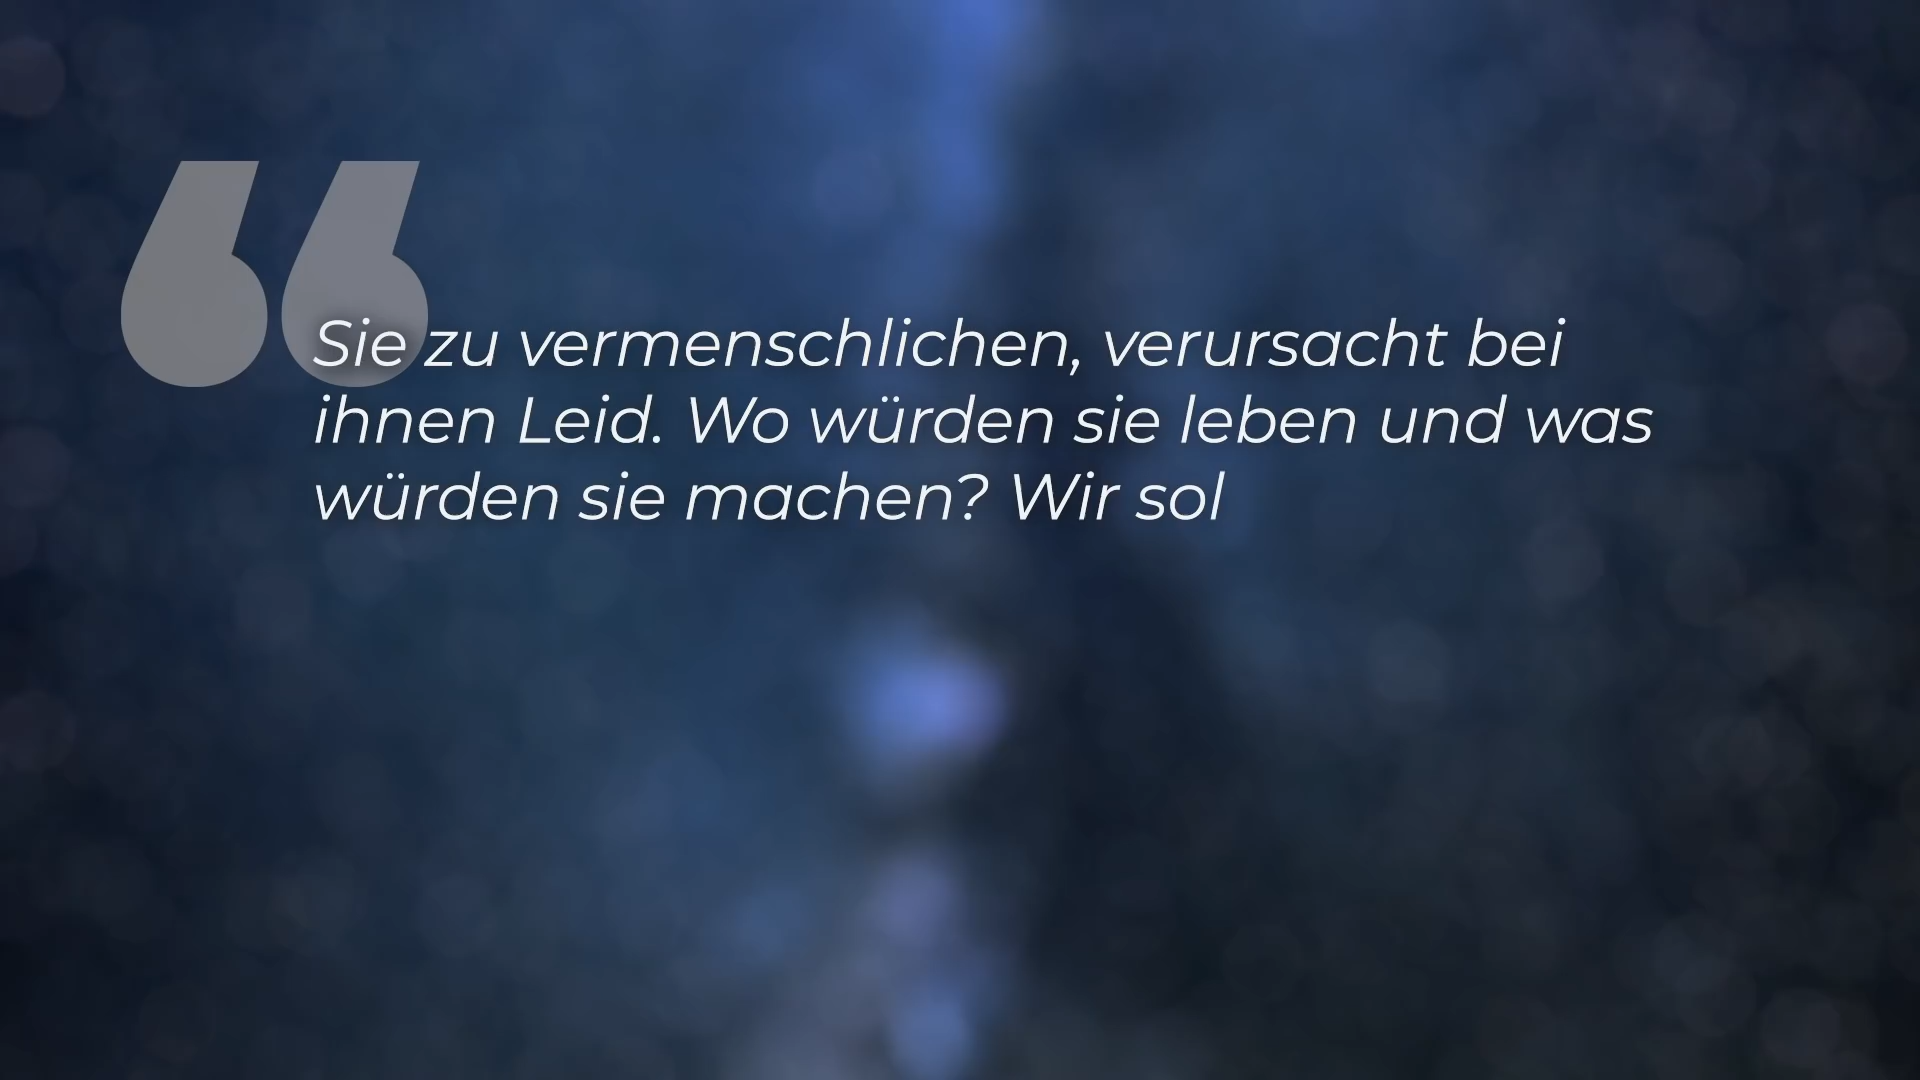 Sie zu vermenschlichen, verursacht bei
ihnen Leid. Wo würden sie leben und was
würden sie machen? Wir sol